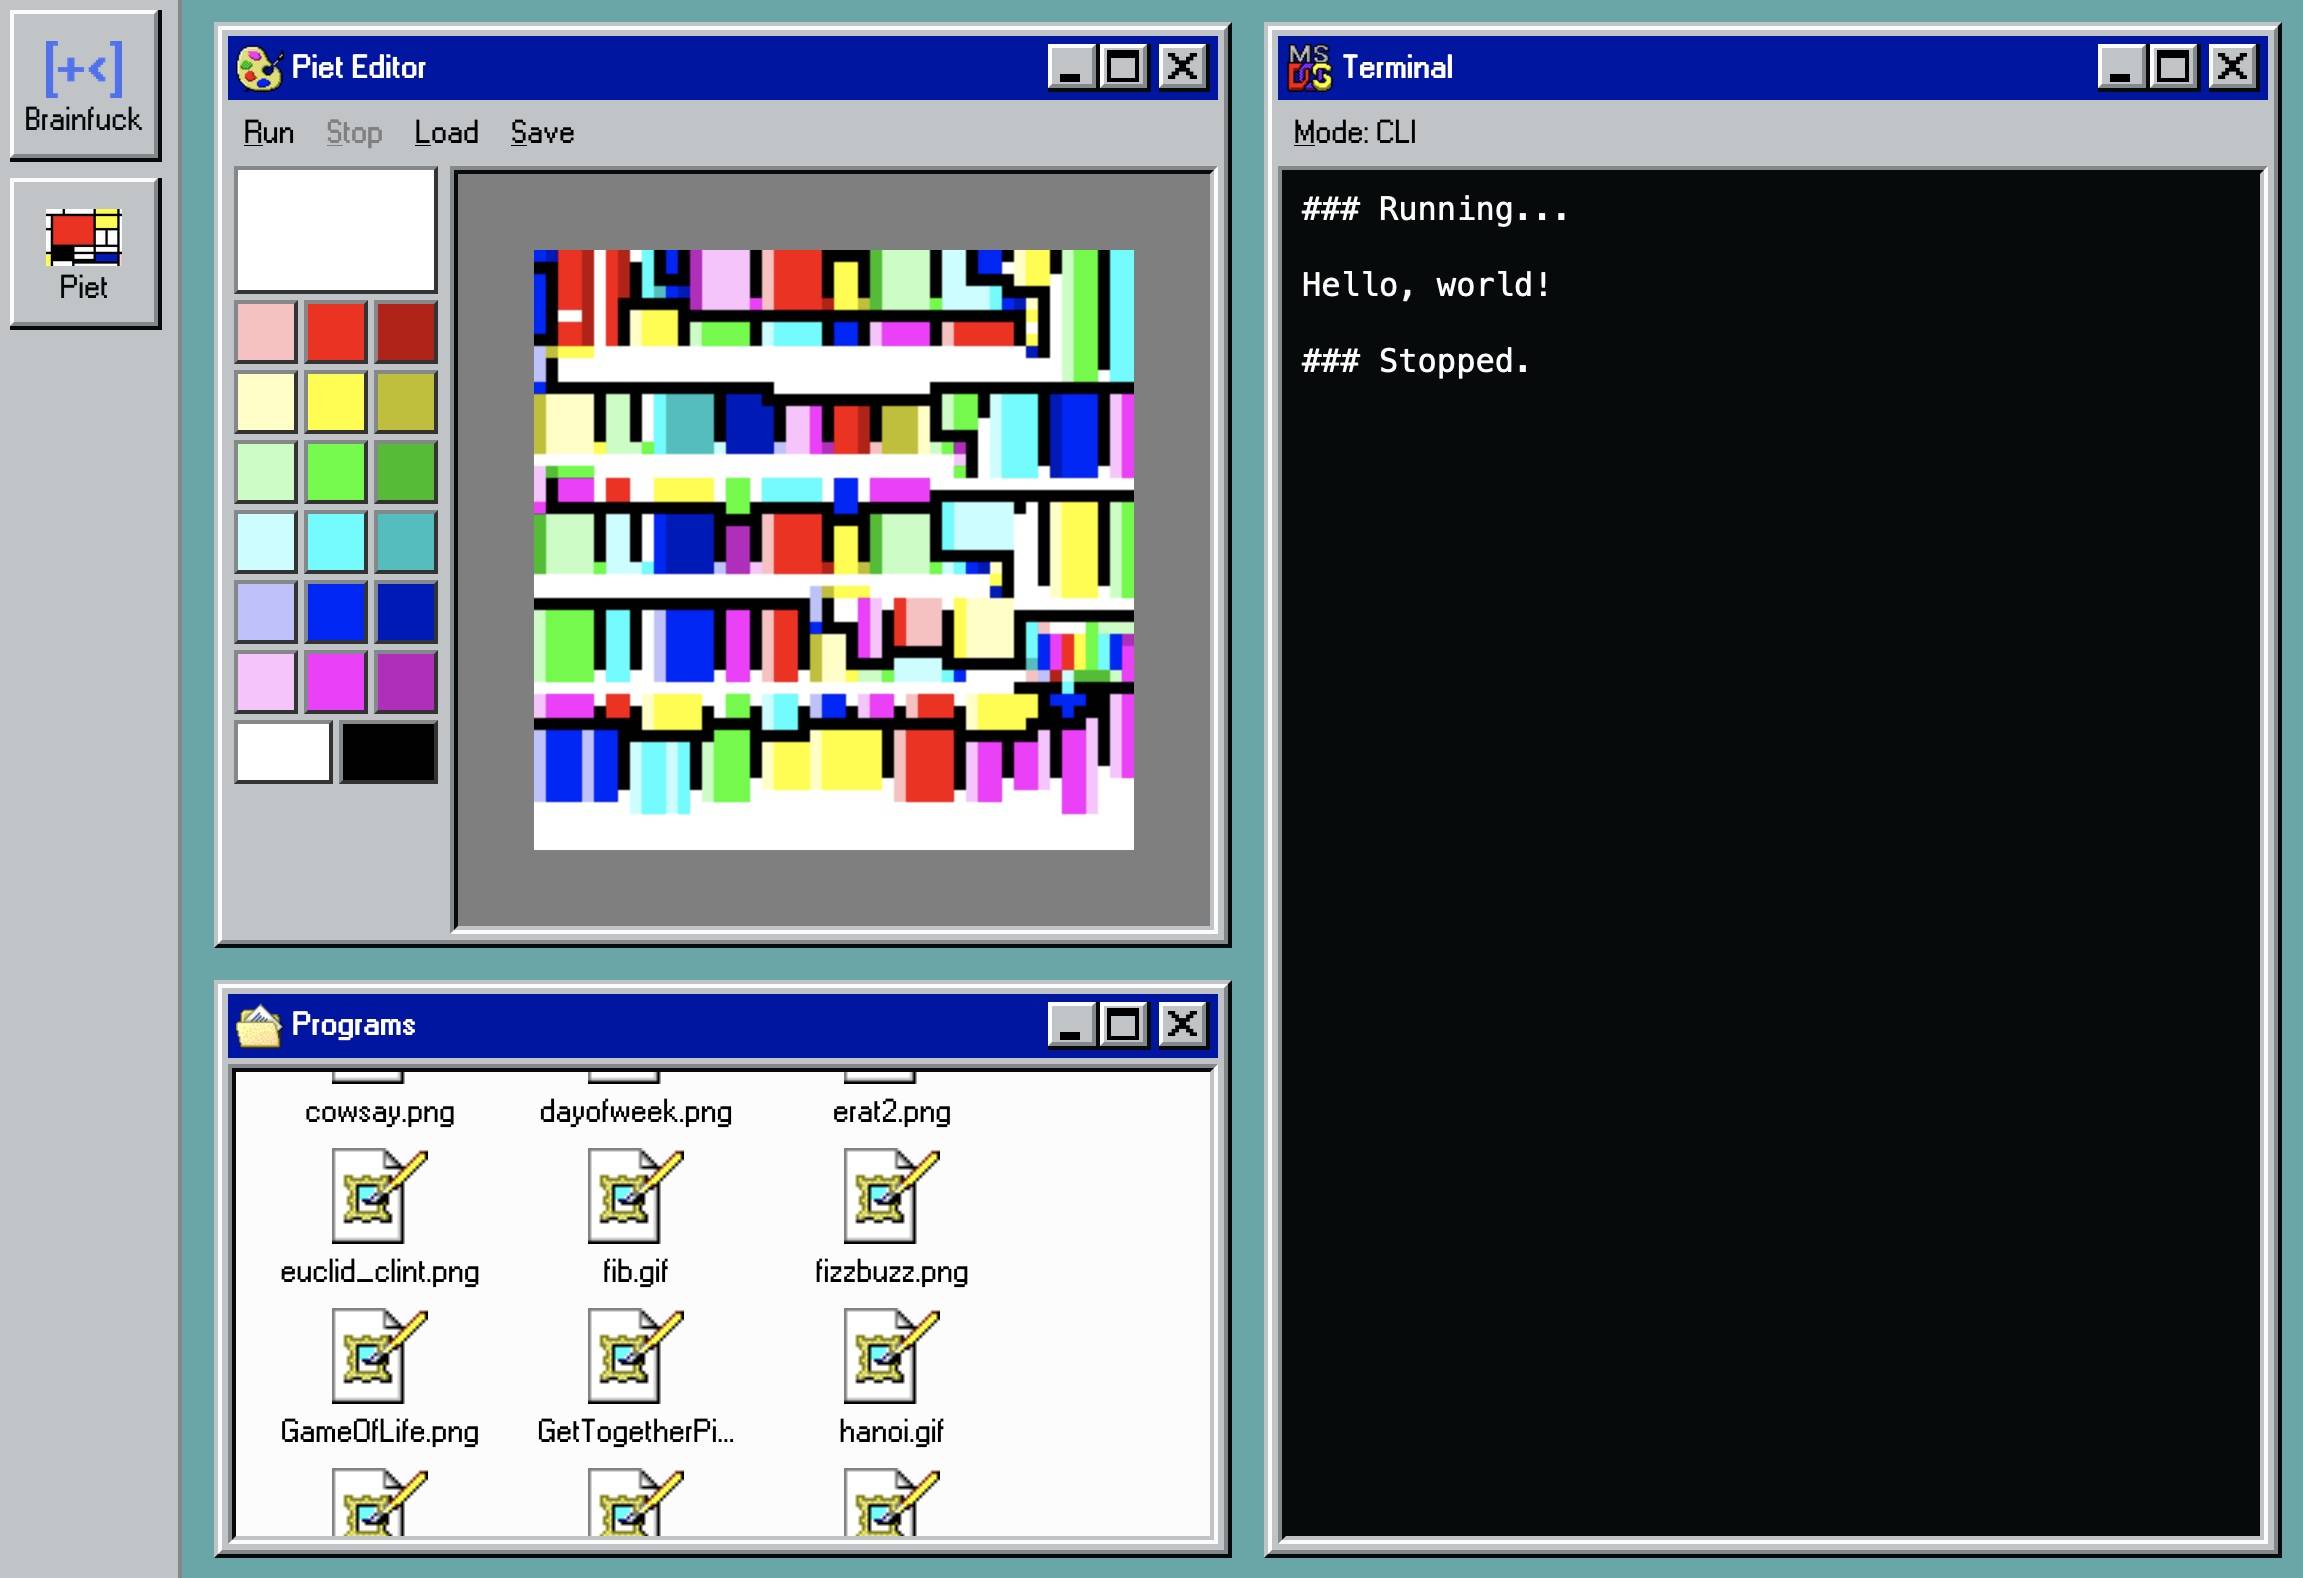 [+<]
Brainfuck
Piet
Piet Editor
Run Stop Load Save
MS DOS Terminal
Mode: CLI
### Running...
Hello, world!
### Stopped.
Programs
cowsay.png dayofweek.png erat2.png
euclid_clint.png fib.gif fizzbuzz.png
GameOfLife.png GetTogetherPi... hanoi.gif